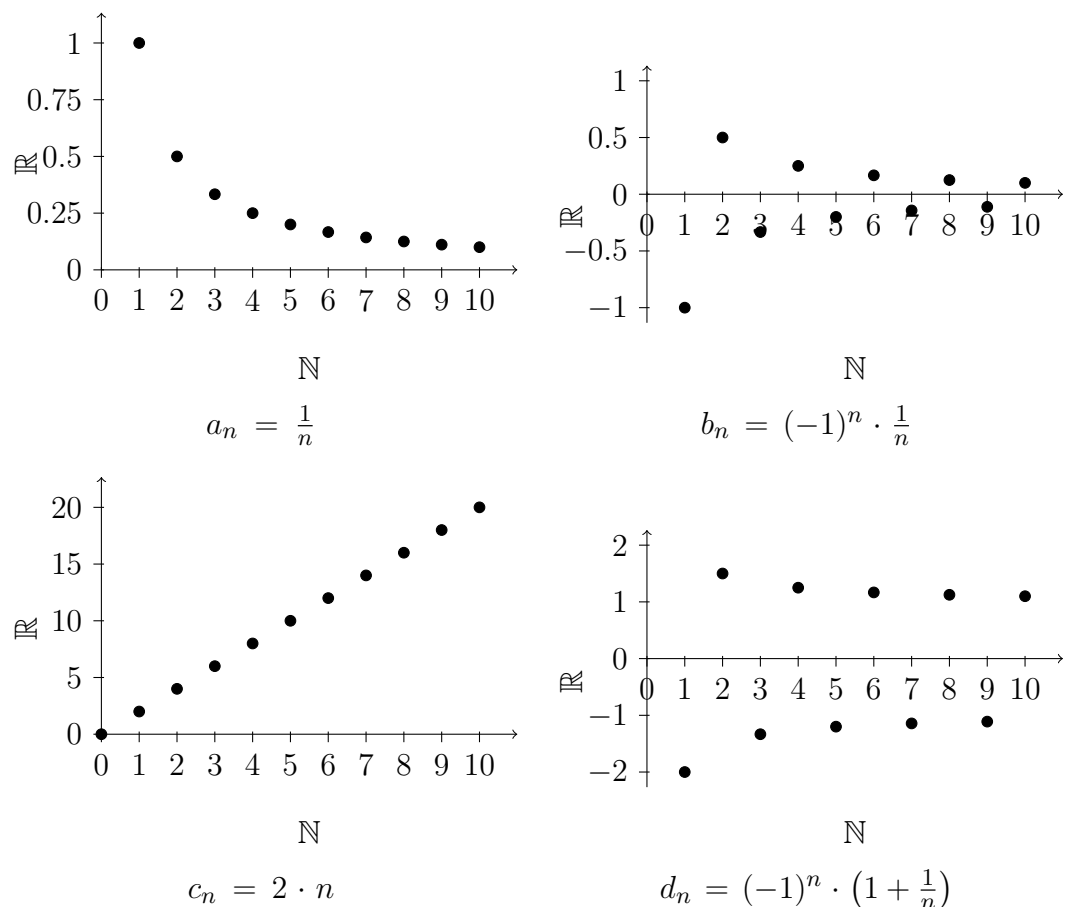 1
0.75
ℝ
0.5
0.25
0
0 1 2 3 4 5 6 7 8 9 10
ℕ
a_n = 1/n
1
0.5
0
ℝ
0 1 2 3 4 5 6 7 8 9 10
−0.5
−1
ℕ
b_n = (−1)^n · 1/n
20
15
ℝ
10
5
0
0 1 2 3 4 5 6 7 8 9 10
ℕ
c_n = 2 · n
2
1
0
ℝ
0 1 2 3 4 5 6 7 8 9 10
−1
−2
ℕ
d_n = (−1)^n · (1 + 1/n)